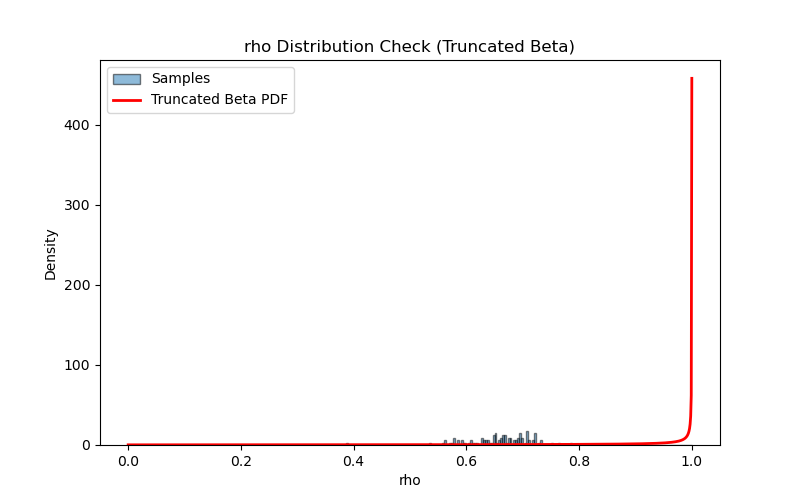 rho Distribution Check (Truncated Beta)
Samples
Truncated Beta PDF
400
300
200
100
0
Density
0.0 0.2 0.4 0.6 0.8 1.0
rho